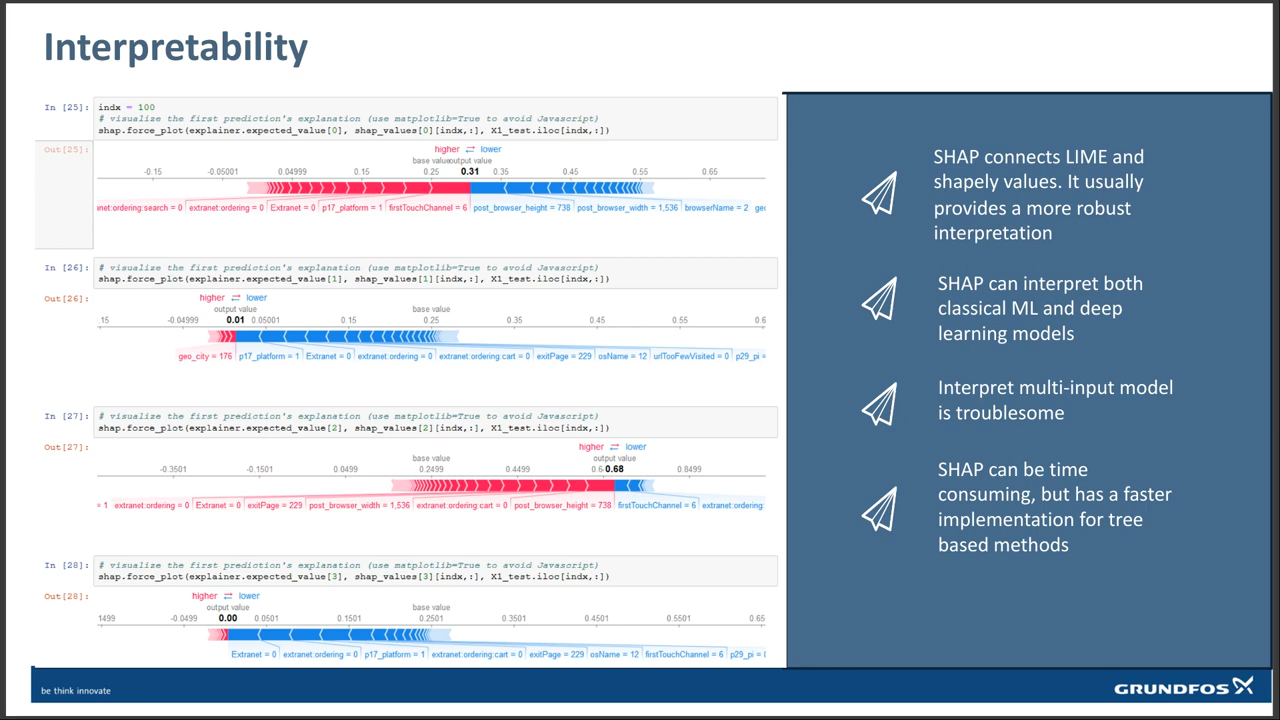 Interpretability
In [25]:
indx = 100
# visualize the first prediction's explanation (use matplotlib=True to avoid Javascript)
shap.force_plot(explainer.expected_value[0], shap_values[0][indx,:], X1_test.iloc[indx,:])
Out[25]:
higher ⇄ lower
base value output value
-0.15 -0.05001 0.04999 0.15 0.25 0.31 0.35 0.45 0.55 0.65
net:ordering:search = 0 extranet:ordering = 0 Extranet = 0 p17_platform = 1 firstTouchChannel = 6 post_browser_height = 738 post_browser_width = 1,536 browserName = 2 geo
In [26]:
# visualize the first prediction's explanation (use matplotlib=True to avoid Javascript)
shap.force_plot(explainer.expected_value[1], shap_values[1][indx,:], X1_test.iloc[indx,:])
Out[26]:
higher ⇄ lower
output value base value
15 -0.04999 0.01 0.05001 0.15 0.25 0.35 0.45 0.55 0.6
geo_city = 176 p17_platform = 1 Extranet = 0 extranet:ordering = 0 extranet:ordering:cart = 0 exitPage = 229 osName = 12 urlTooFewVisited = 0 p29_pi =
In [27]:
# visualize the first prediction's explanation (use matplotlib=True to avoid Javascript)
shap.force_plot(explainer.expected_value[2], shap_values[2][indx,:], X1_test.iloc[indx,:])
Out[27]:
higher ⇄ lower
base value output value
-0.3501 -0.1501 0.0499 0.2499 0.4499 0.6 0.68 0.8499
= 1 extranet:ordering = 0 Extranet = 0 exitPage = 229 post_browser_width = 1,536 extranet:ordering:cart = 0 post_browser_height = 738 firstTouchChannel = 6 extranet:ordering:
In [28]:
# visualize the first prediction's explanation (use matplotlib=True to avoid Javascript)
shap.force_plot(explainer.expected_value[3], shap_values[3][indx,:], X1_test.iloc[indx,:])
Out[28]:
higher ⇄ lower
output value base value
1499 -0.0499 0.00 0.0501 0.1501 0.2501 0.3501 0.4501 0.5501 0.65
Extranet = 0 extranet:ordering = 0 p17_platform = 1 extranet:ordering:cart = 0 exitPage = 229 osName = 12 firstTouchChannel = 6 p29_pi =
SHAP connects LIME and
shapely values. It usually
provides a more robust
interpretation
SHAP can interpret both
classical ML and deep
learning models
Interpret multi-input model
is troublesome
SHAP can be time
consuming, but has a faster
implementation for tree
based methods
be think innovate
GRUNDFOS